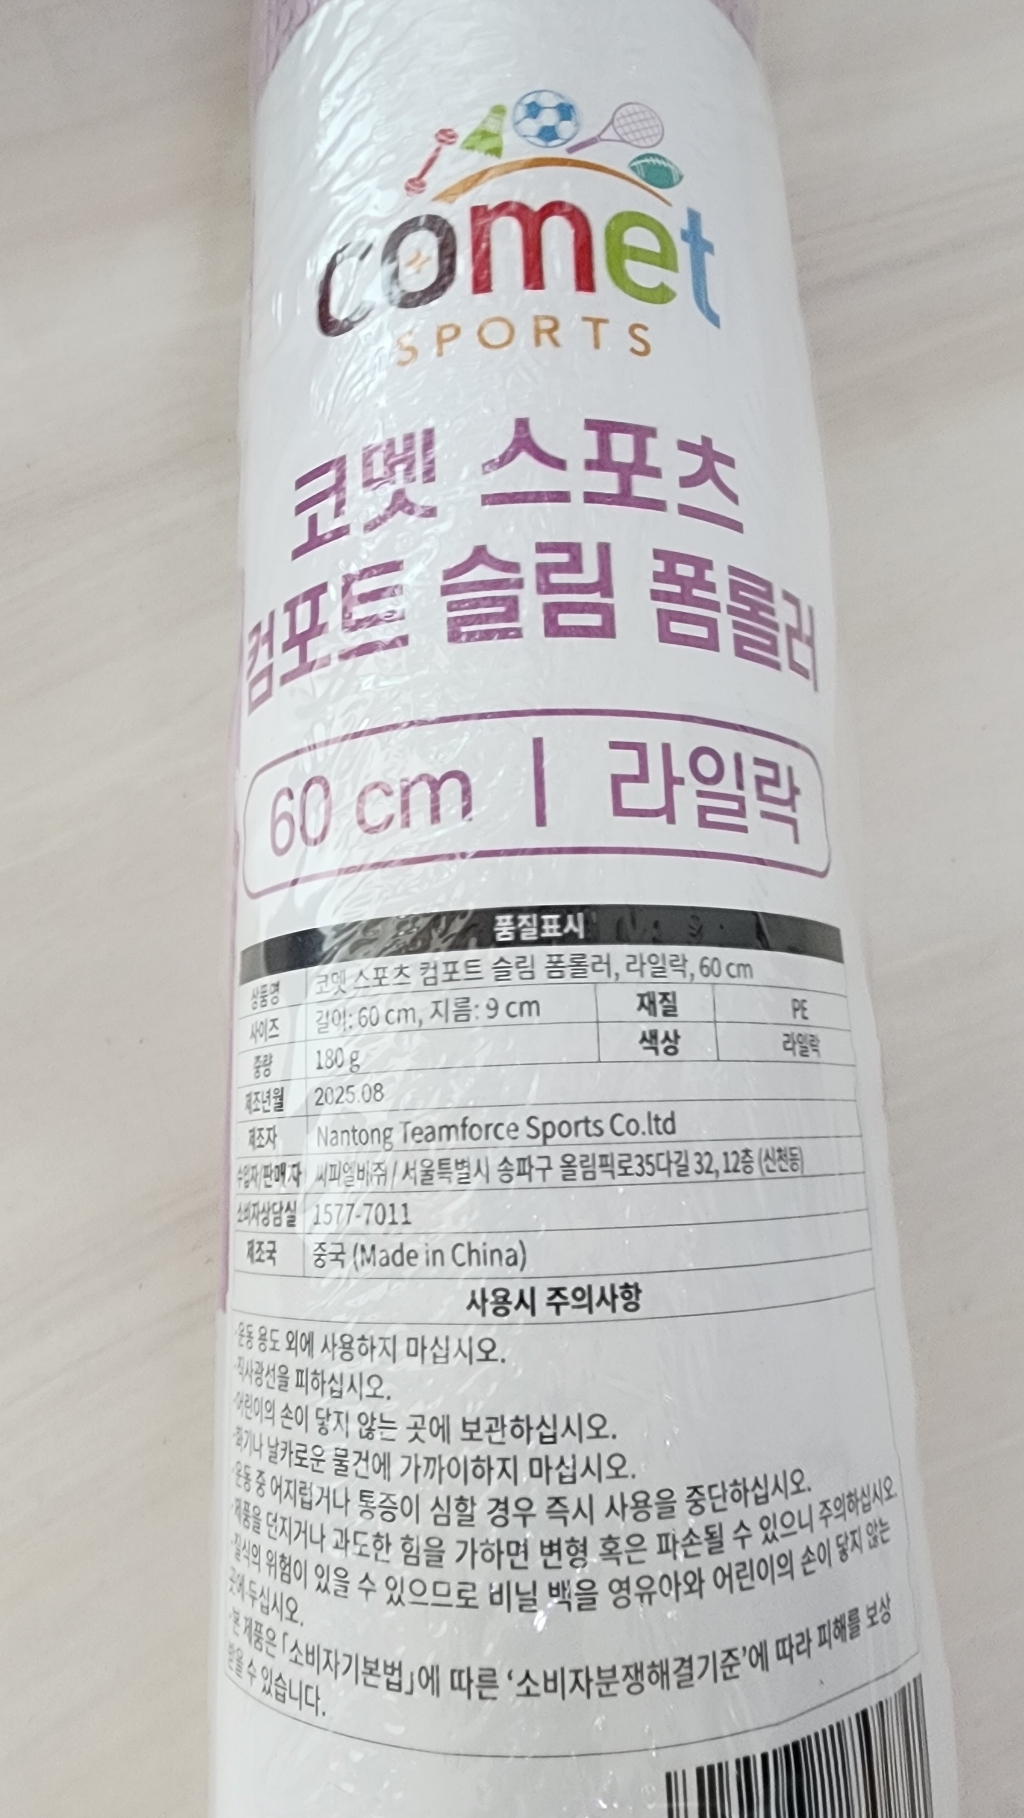 comet
SPORTS
코멧 스포츠
컴포트 슬림 폼롤러
60 cm | 라일락
품질표시
상품명 코멧 스포츠 컴포트 슬림 폼롤러, 라일락, 60 cm
사이즈 길이: 60 cm, 지름: 9 cm 재질 PE
중량 180 g 색상 라일락
제조년월 2025.08
제조자 Nantong Teamforce Sports Co.ltd
수입자/판매자 씨피엘비㈜ / 서울특별시 송파구 올림픽로35다길 32, 12층 (신천동)
소비자상담실 1577-7011
제조국 중국 (Made in China)
사용시 주의사항
·운동 용도 외에 사용하지 마십시오.
·직사광선을 피하십시오.
·어린이의 손이 닿지 않는 곳에 보관하십시오.
·화기나 날카로운 물건에 가까이하지 마십시오.
·운동 중 어지럽거나 통증이 심할 경우 즉시 사용을 중단하십시오.
·제품을 던지거나 과도한 힘을 가하면 변형 혹은 파손될 수 있으니 주의하십시오.
·질식의 위험이 있을 수 있으므로 비닐 백을 영유아와 어린이의 손이 닿지 않는
곳에 두십시오.
·본 제품은 「소비자기본법」에 따른 ‘소비자분쟁해결기준’에 따라 피해를 보상
받을 수 있습니다.